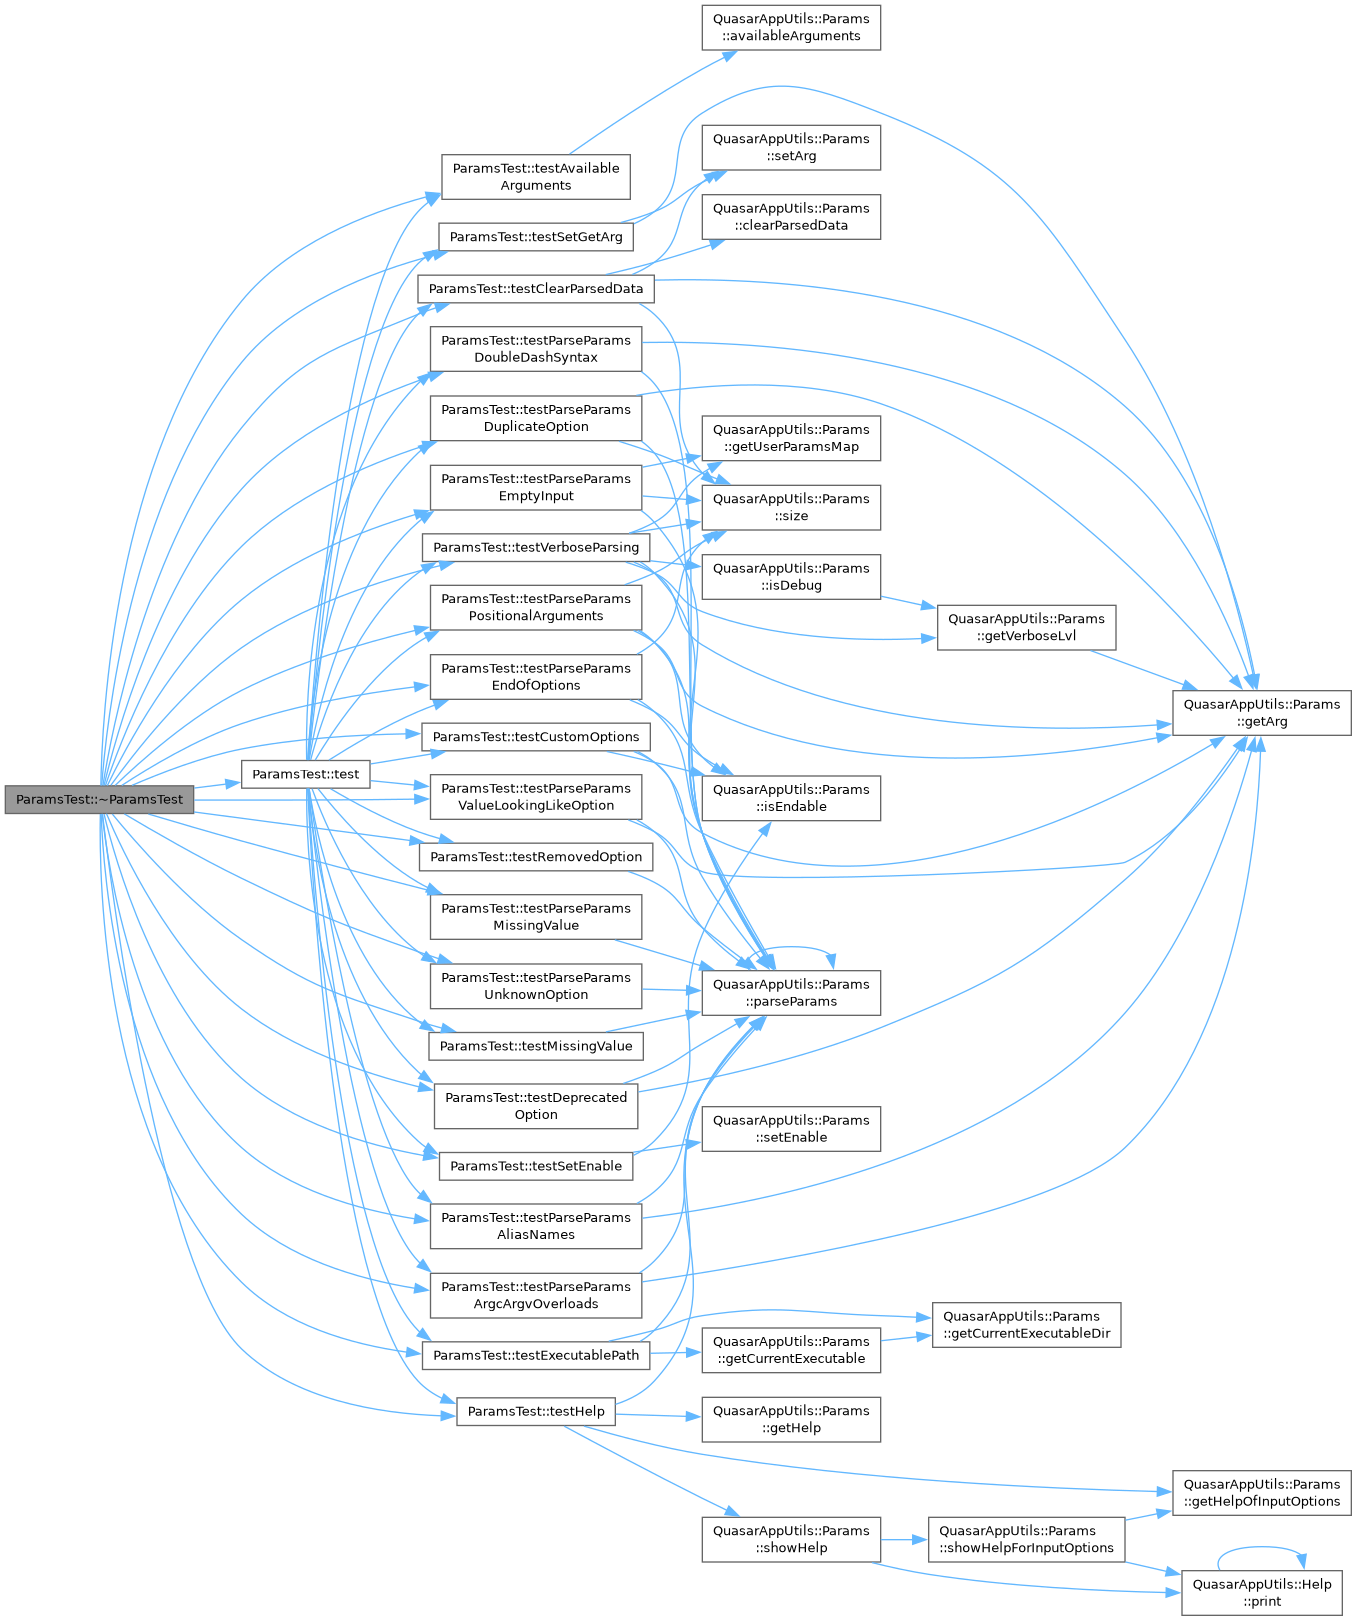 ParamsTest::~ParamsTest
ParamsTest::test
ParamsTest::testAvailable
Arguments
ParamsTest::testSetGetArg
ParamsTest::testClearParsedData
ParamsTest::testParseParams
DoubleDashSyntax
ParamsTest::testParseParams
DuplicateOption
ParamsTest::testParseParams
EmptyInput
ParamsTest::testVerboseParsing
ParamsTest::testParseParams
PositionalArguments
ParamsTest::testParseParams
EndOfOptions
ParamsTest::testCustomOptions
ParamsTest::testParseParams
ValueLookingLikeOption
ParamsTest::testRemovedOption
ParamsTest::testParseParams
MissingValue
ParamsTest::testParseParams
UnknownOption
ParamsTest::testMissingValue
ParamsTest::testDeprecated
Option
ParamsTest::testSetEnable
ParamsTest::testParseParams
AliasNames
ParamsTest::testParseParams
ArgcArgvOverloads
ParamsTest::testExecutablePath
ParamsTest::testHelp
QuasarAppUtils::Params
::availableArguments
QuasarAppUtils::Params
::setArg
QuasarAppUtils::Params
::clearParsedData
QuasarAppUtils::Params
::getUserParamsMap
QuasarAppUtils::Params
::size
QuasarAppUtils::Params
::isDebug
QuasarAppUtils::Params
::isEndable
QuasarAppUtils::Params
::parseParams
QuasarAppUtils::Params
::setEnable
QuasarAppUtils::Params
::getCurrentExecutable
QuasarAppUtils::Params
::getHelp
QuasarAppUtils::Params
::showHelp
QuasarAppUtils::Params
::getVerboseLvl
QuasarAppUtils::Params
::getCurrentExecutableDir
QuasarAppUtils::Params
::showHelpForInputOptions
QuasarAppUtils::Params
::getArg
QuasarAppUtils::Params
::getHelpOfInputOptions
QuasarAppUtils::Help
::print